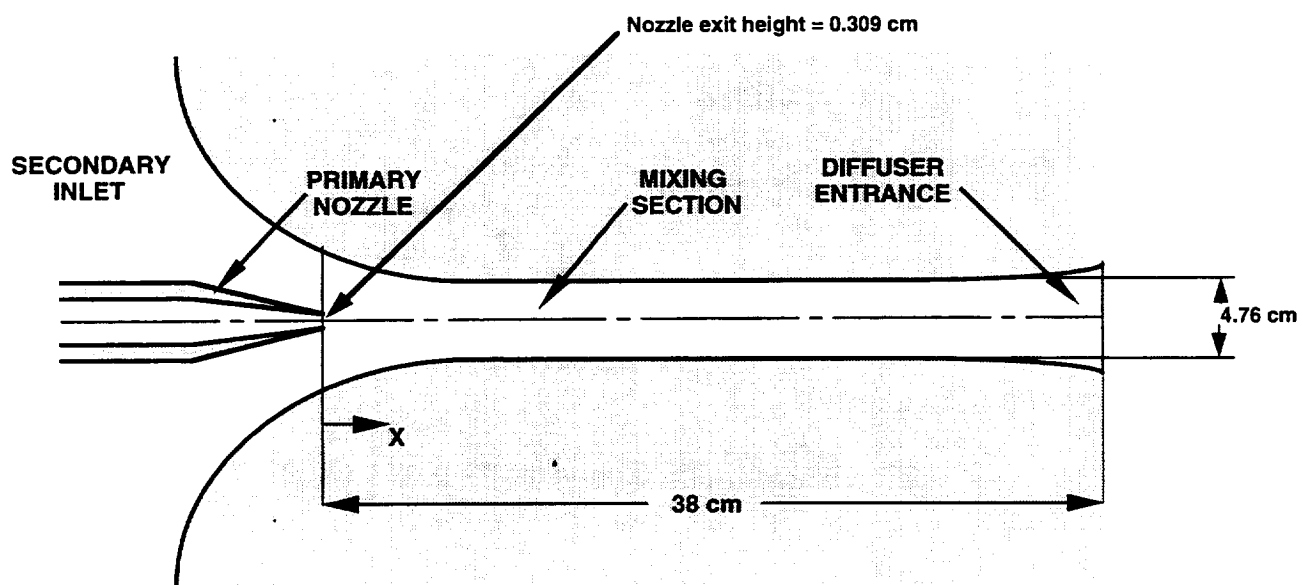 Nozzle exit height = 0.309 cm
SECONDARY
INLET
PRIMARY
NOZZLE
MIXING
SECTION
DIFFUSER
ENTRANCE
4.76 cm
X
38 cm